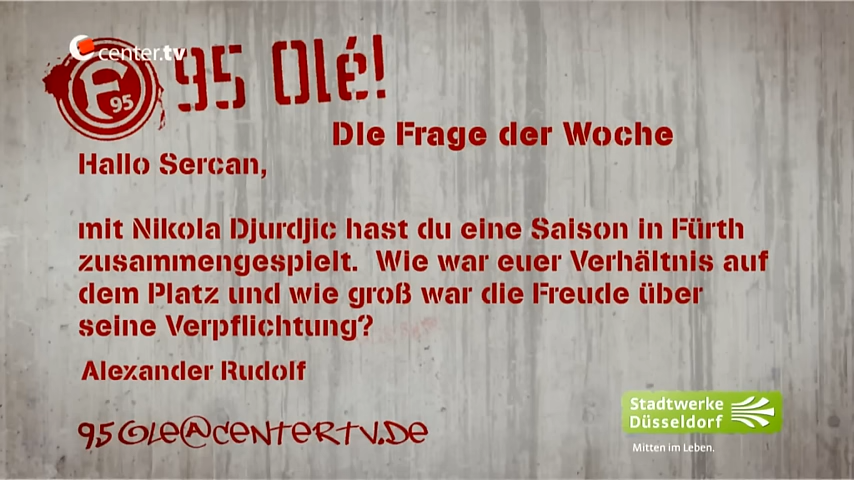 center.tv
F 95
95 Olé!
DIe Frage der Woche
Hallo Sercan,
mit Nikola Djurdjic hast du eine Saison in Fürth
zusammengespielt. Wie war euer Verhältnis auf
dem Platz und wie groß war die Freude über
seine Verpflichtung?
Alexander Rudolf
95OLE@CENTERTV.DE
Stadtwerke
Düsseldorf
Mitten im Leben.